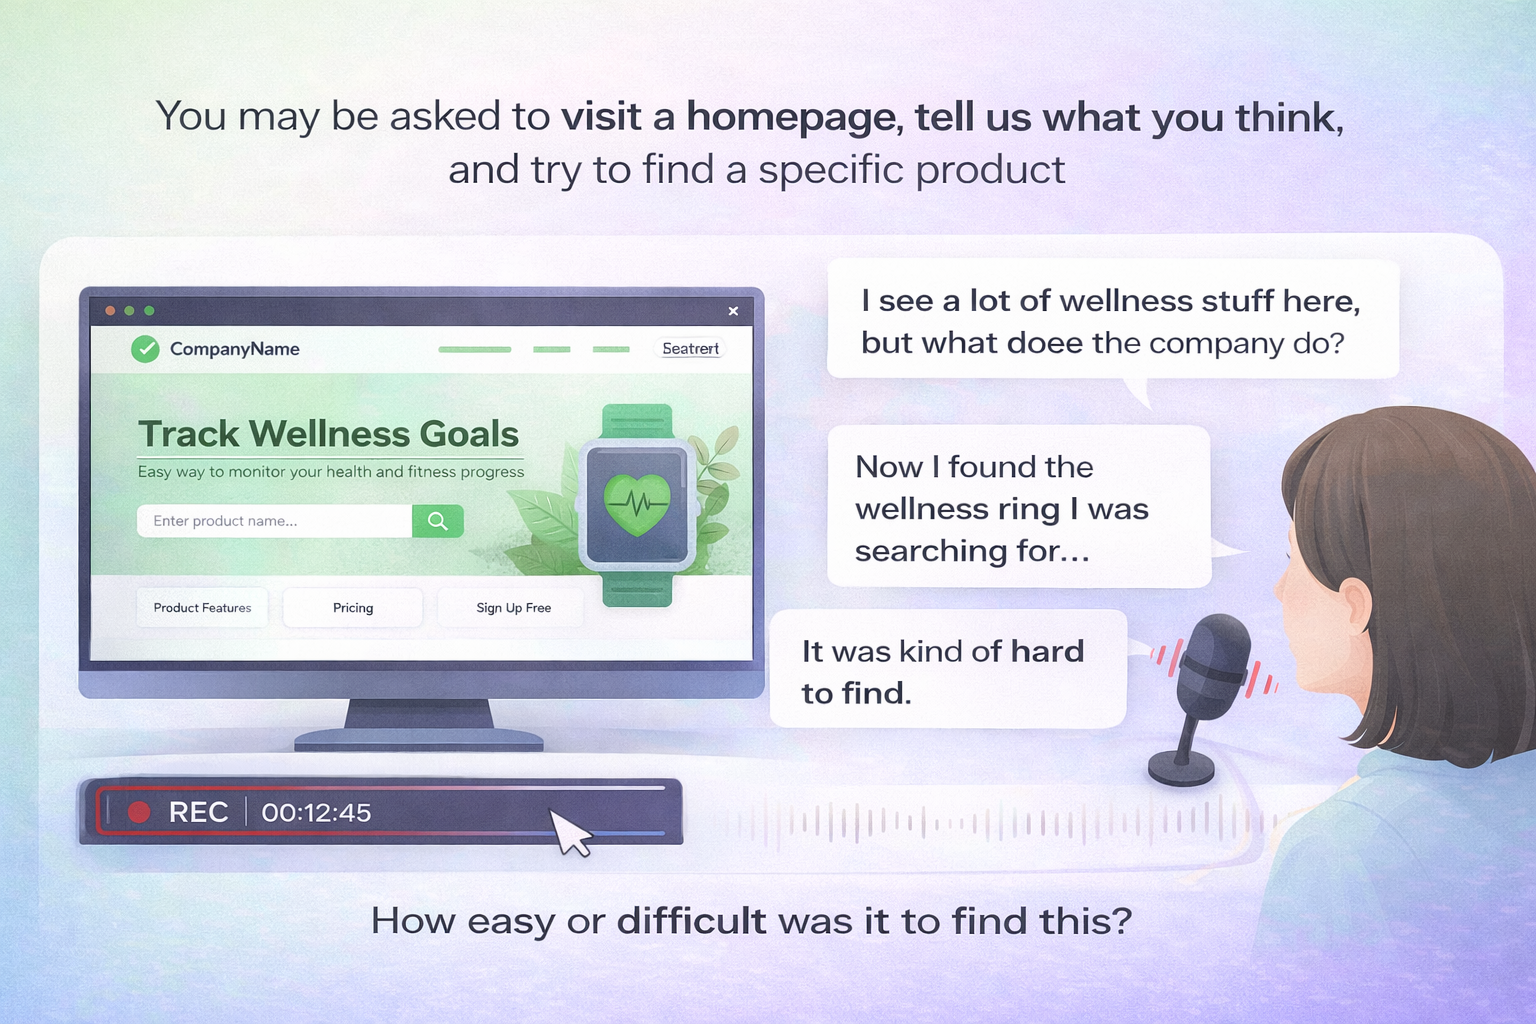 You may be asked to visit a homepage, tell us what you think,
and try to find a specific product
CompanyName
Seatrert
Track Wellness Goals
Easy way to monitor your health and fitness progress
Enter product name...
Product Features
Pricing
Sign Up Free
I see a lot of wellness stuff here,
but what doee the company do?
Now I found the
wellness ring I was
searching for...
It was kind of hard
to find.
REC
00:12:45
How easy or difficult was it to find this?